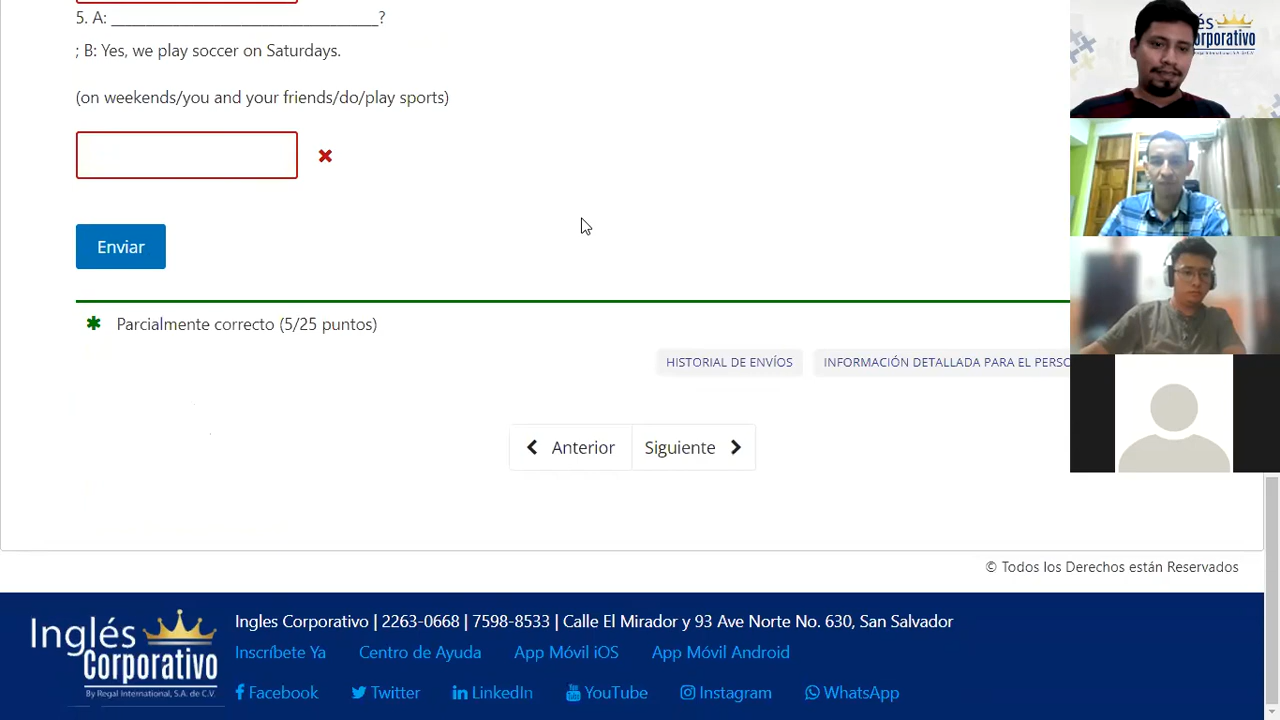 5. A: ______________________________?
; B: Yes, we play soccer on Saturdays.
(on weekends/you and your friends/do/play sports)
Enviar
Parcialmente correcto (5/25 puntos)
HISTORIAL DE ENVÍOS
INFORMACIÓN DETALLADA PARA EL PERSO
Anterior
Siguiente
© Todos los Derechos están Reservados
Inglés
Corporativo
By Regal International, S.A. de C.V.
Ingles Corporativo | 2263-0668 | 7598-8533 | Calle El Mirador y 93 Ave Norte No. 630, San Salvador
Inscríbete Ya Centro de Ayuda App Móvil iOS App Móvil Android
Facebook Twitter LinkedIn YouTube Instagram WhatsApp